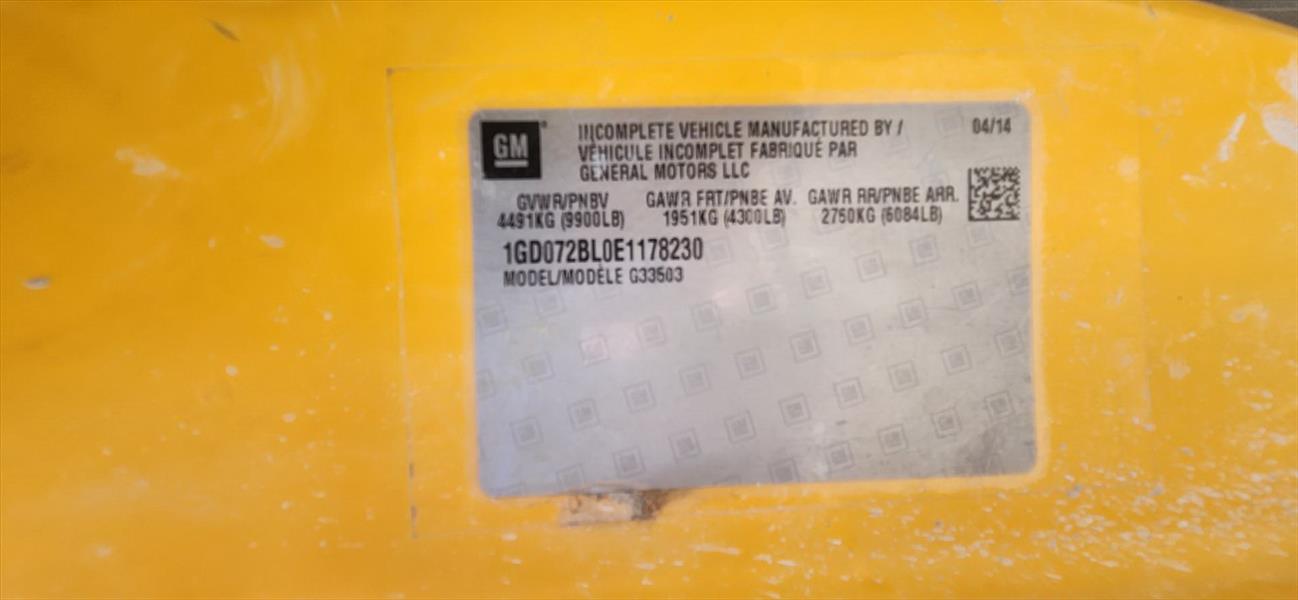 GM
INCOMPLETE VEHICLE MANUFACTURED BY /
VÉHICULE INCOMPLET FABRIQUÉ PAR
GENERAL MOTORS LLC
04/14
GVWR/PNBV GAWR FRT/PNBE AV. GAWR RR/PNBE ARR.
4491KG (9900LB) 1951KG (4300LB) 2760KG (6084LB)
1GD072BL0E1178230
MODEL/MODÈLE G33503